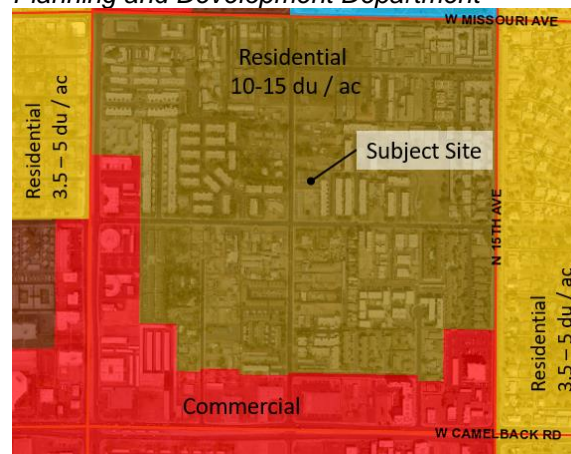 Planning and Development Department
W MISSOURI AVE
Residential
10-15 du / ac
Residential
3.5 – 5 du / ac
Subject Site
N 15TH AVE
Residential
3.5 – 5 du / ac
Commercial
W CAMELBACK RD